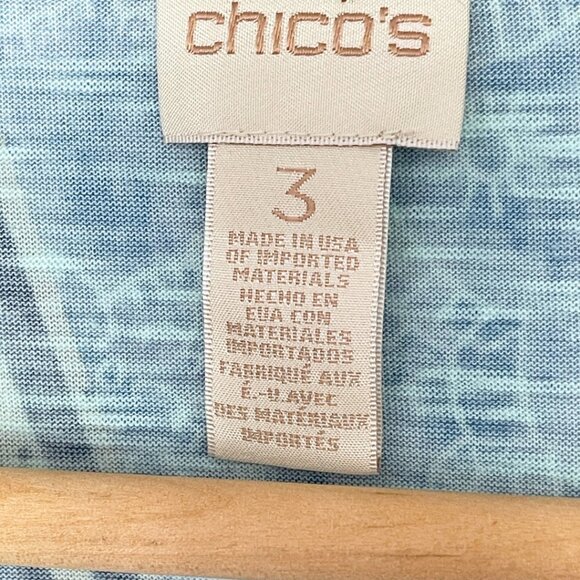 chico's
3
MADE IN USA
OF IMPORTED
MATERIALS
HECHO EN
EUA CON
MATERIALES
IMPORTADOS
FABRIQUÉ AUX
É.-U. AVEC
DES MATÉRIAUX
IMPORTÉS